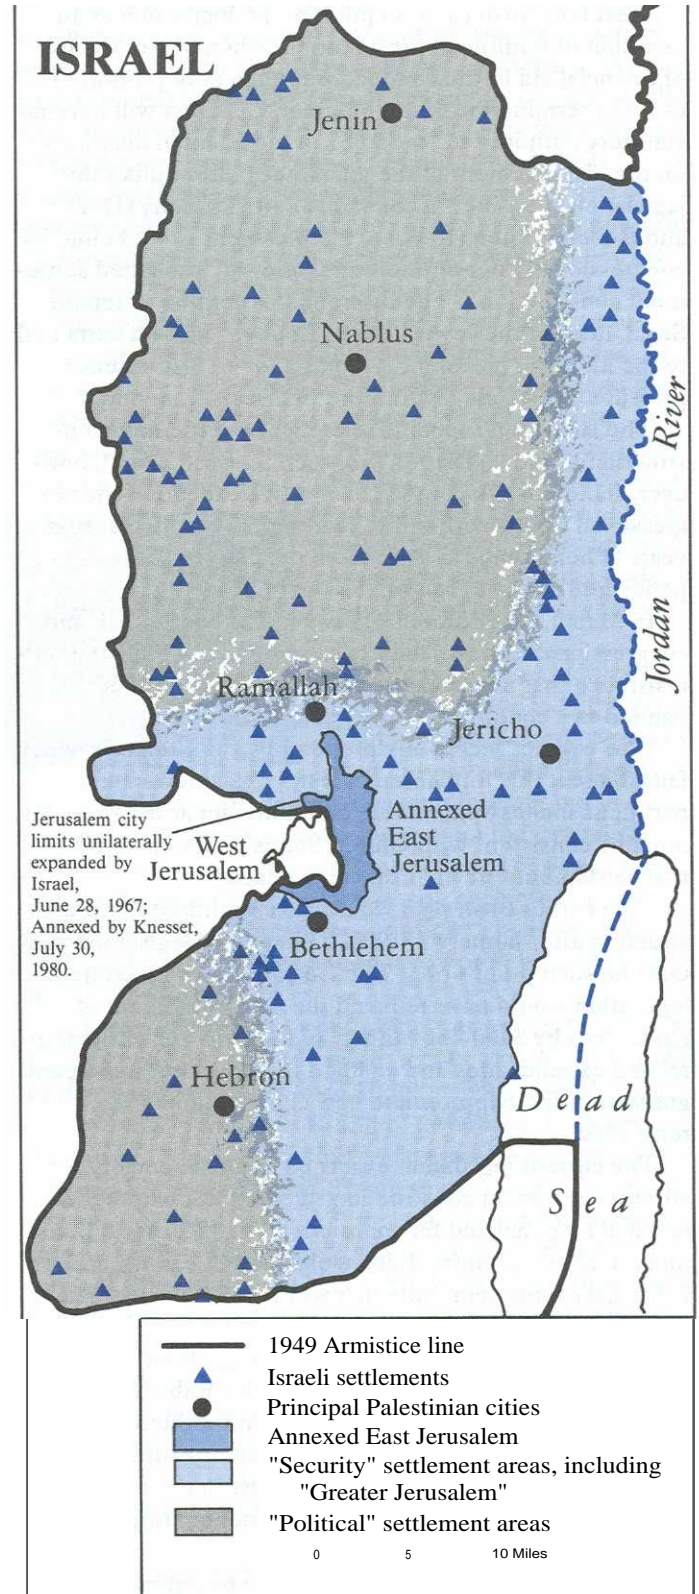 ISRAEL
Jenin
Nablus
River
Jordan
Ramallah
Jericho
Jerusalem city
limits unilaterally
expanded by
Israel,
June 28, 1967;
Annexed by Knesset,
July 30,
1980.
West
Jerusalem
Annexed
East
Jerusalem
Bethlehem
Hebron
Dead
Sea
1949 Armistice line
Israeli settlements
Principal Palestinian cities
Annexed East Jerusalem
"Security" settlement areas, including
"Greater Jerusalem"
"Political" settlement areas
0 5 10 Miles